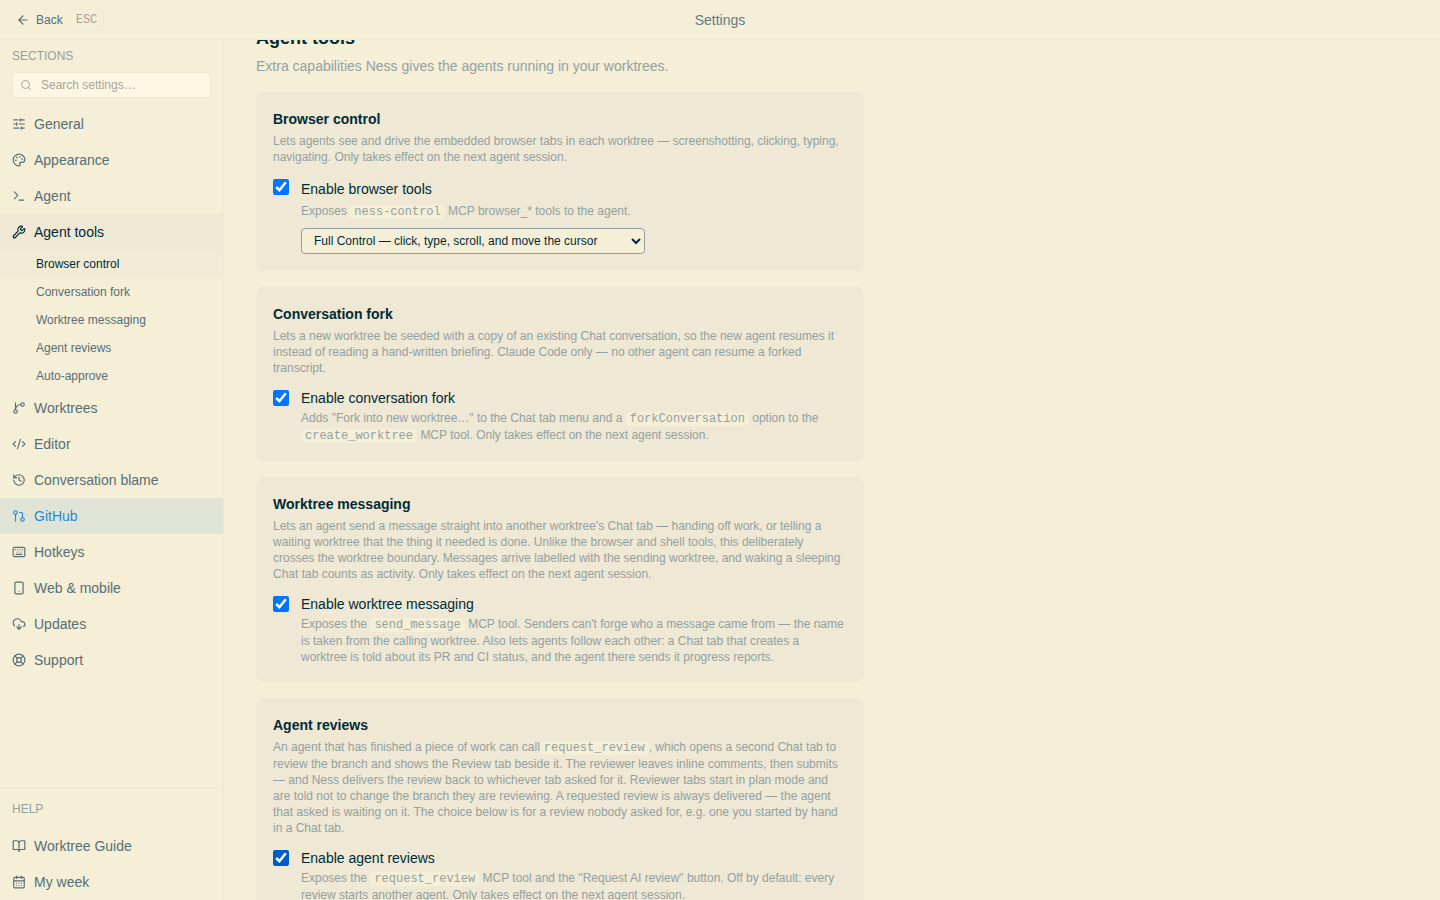 Back ESC
Settings
SECTIONS
Search settings…
General
Appearance
Agent
Agent tools
Browser control
Conversation fork
Worktree messaging
Agent reviews
Auto-approve
Worktrees
Editor
Conversation blame
GitHub
Hotkeys
Web & mobile
Updates
Support
HELP
Worktree Guide
My week
Agent tools
Extra capabilities Ness gives the agents running in your worktrees.
Browser control
Lets agents see and drive the embedded browser tabs in each worktree — screenshotting, clicking, typing,
navigating. Only takes effect on the next agent session.
Enable browser tools
Exposes ness-control MCP browser_* tools to the agent.
Full Control — click, type, scroll, and move the cursor
Conversation fork
Lets a new worktree be seeded with a copy of an existing Chat conversation, so the new agent resumes it
instead of reading a hand-written briefing. Claude Code only — no other agent can resume a forked
transcript.
Enable conversation fork
Adds "Fork into new worktree…" to the Chat tab menu and a forkConversation option to the
create_worktree MCP tool. Only takes effect on the next agent session.
Worktree messaging
Lets an agent send a message straight into another worktree's Chat tab — handing off work, or telling a
waiting worktree that the thing it needed is done. Unlike the browser and shell tools, this deliberately
crosses the worktree boundary. Messages arrive labelled with the sending worktree, and waking a sleeping
Chat tab counts as activity. Only takes effect on the next agent session.
Enable worktree messaging
Exposes the send_message MCP tool. Senders can't forge who a message came from — the name
is taken from the calling worktree. Also lets agents follow each other: a Chat tab that creates a
worktree is told about its PR and CI status, and the agent there sends it progress reports.
Agent reviews
An agent that has finished a piece of work can call request_review, which opens a second Chat tab to
review the branch and shows the Review tab beside it. The reviewer leaves inline comments, then submits
— and Ness delivers the review back to whichever tab asked for it. Reviewer tabs start in plan mode and
are told not to change the branch they are reviewing. A requested review is always delivered — the agent
that asked is waiting on it. The choice below is for a review nobody asked for, e.g. one you started by hand
in a Chat tab.
Enable agent reviews
Exposes the request_review MCP tool and the "Request AI review" button. Off by default: every
review starts another agent. Only takes effect on the next agent session.